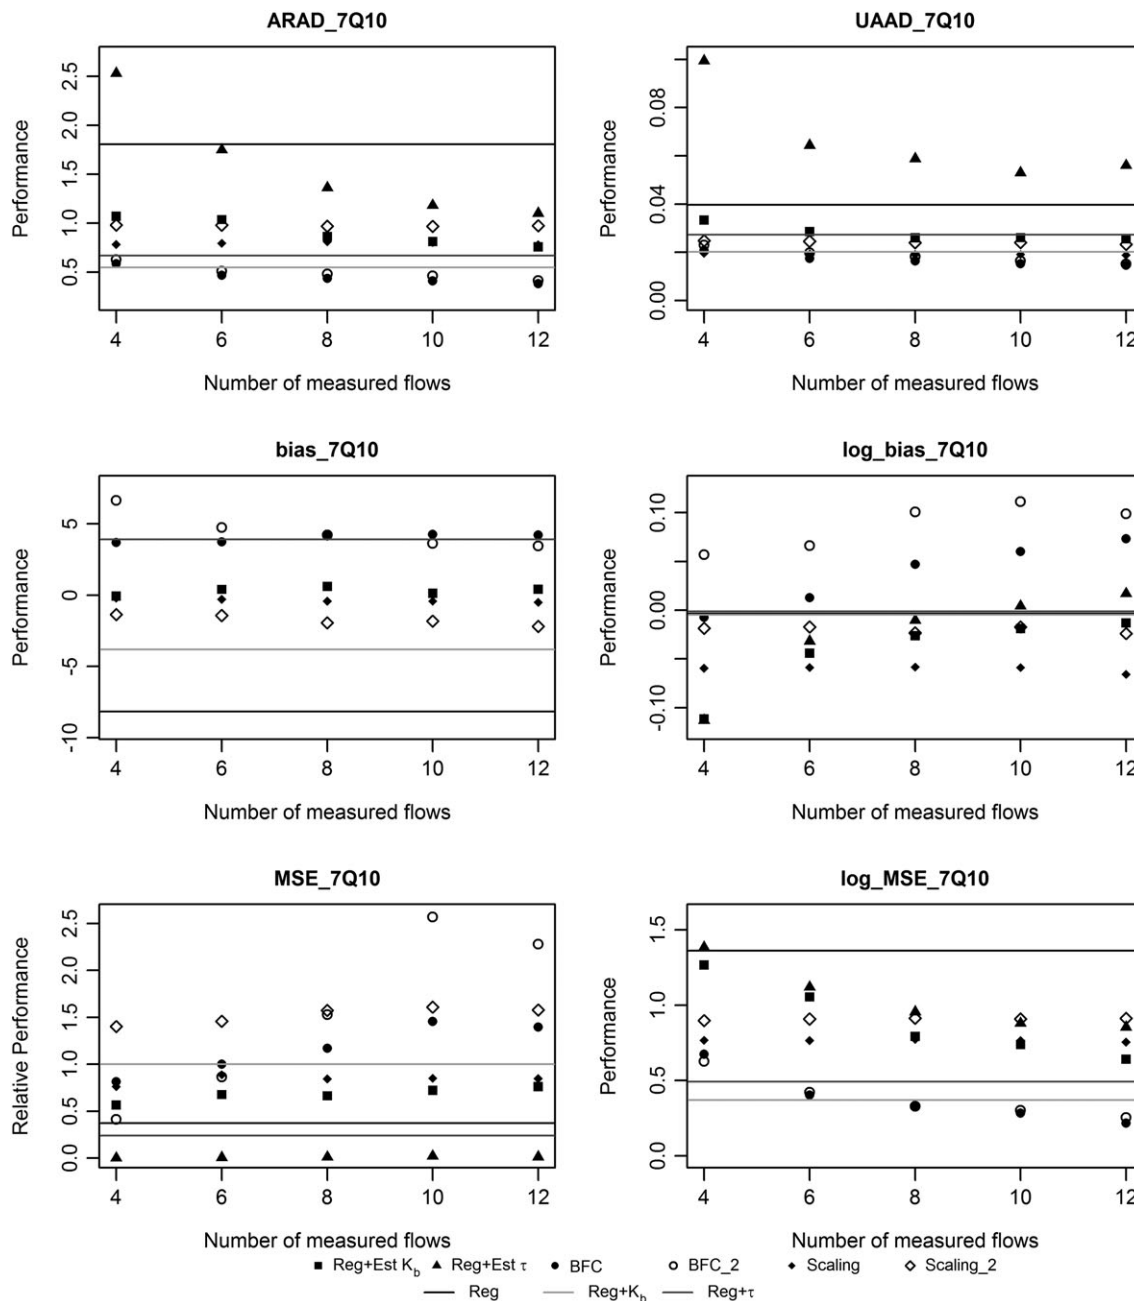 ARAD_7Q10
UAAD_7Q10
Performance
2.5
2.0
1.5
1.0
0.5
4 6 8 10 12
Number of measured flows
Performance
0.08
0.04
0.00
4 6 8 10 12
Number of measured flows
bias_7Q10
log_bias_7Q10
Performance
5
0
-5
-10
4 6 8 10 12
Number of measured flows
Performance
0.10
0.00
-0.10
4 6 8 10 12
Number of measured flows
MSE_7Q10
log_MSE_7Q10
Relative Performance
2.5
2.0
1.5
1.0
0.5
0.0
4 6 8 10 12
Number of measured flows
Performance
1.5
1.0
0.5
0.0
4 6 8 10 12
Number of measured flows
Reg+Est K_b Reg+Est τ BFC BFC_2 Scaling Scaling_2
Reg Reg+K_b Reg+τ